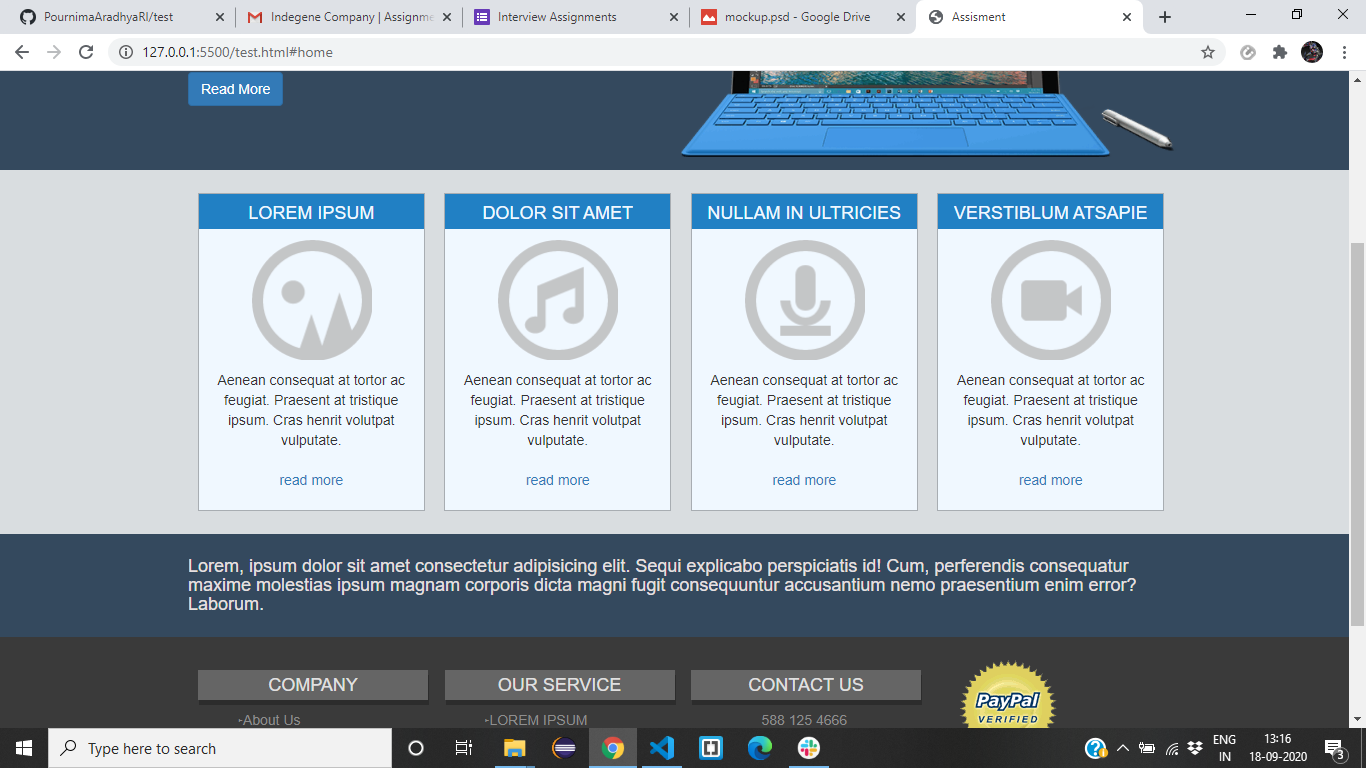 PournimaAradhyaRl/test
Indegene Company | Assignme
Interview Assignments
mockup.psd - Google Drive
Assisment
127.0.0.1:5500/test.html#home
Read More
LOREM IPSUM
DOLOR SIT AMET
NULLAM IN ULTRICIES
VERSTIBLUM ATSAPIE
Aenean consequat at tortor ac
feugiat. Praesent at tristique
ipsum. Cras henrit volutpat
vulputate.
read more
Aenean consequat at tortor ac
feugiat. Praesent at tristique
ipsum. Cras henrit volutpat
vulputate.
read more
Aenean consequat at tortor ac
feugiat. Praesent at tristique
ipsum. Cras henrit volutpat
vulputate.
read more
Aenean consequat at tortor ac
feugiat. Praesent at tristique
ipsum. Cras henrit volutpat
vulputate.
read more
Lorem, ipsum dolor sit amet consectetur adipisicing elit. Sequi explicabo perspiciatis id! Cum, perferendis consequatur
maxime molestias ipsum magnam corporis dicta magni fugit consequuntur accusantium nemo praesentium enim error?
Laborum.
COMPANY
OUR SERVICE
CONTACT US
-About Us
-LOREM IPSUM
588 125 4666
PayPal
VERIFIED
Type here to search
ENG
IN
13:16
18-09-2020
3